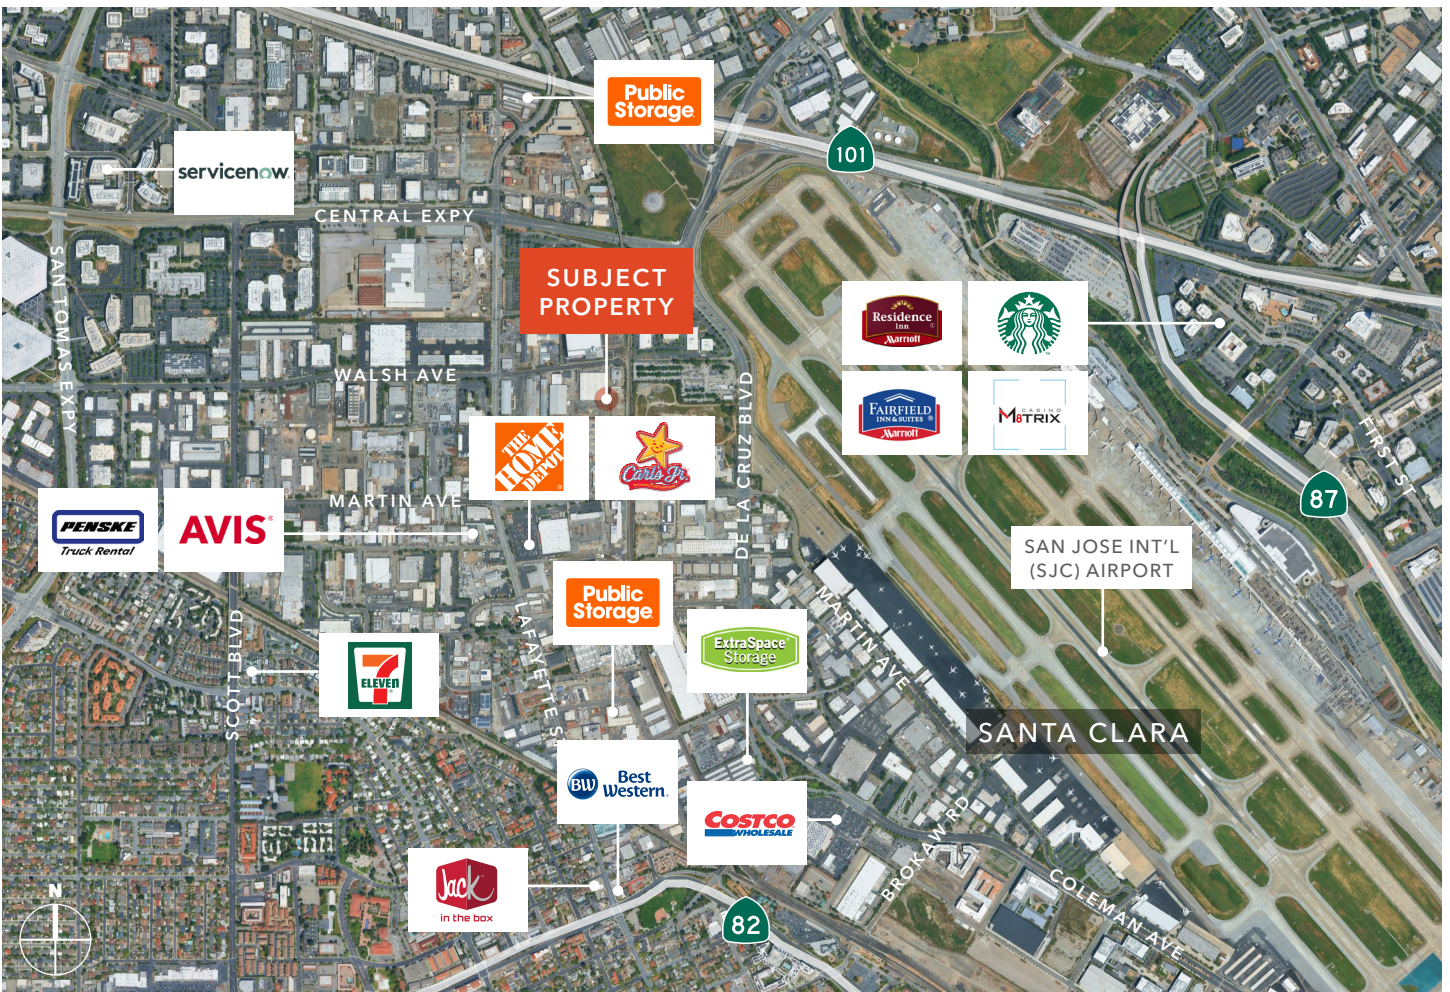 Public
Storage
101
servicenow
CENTRAL EXPY
SAN TOMAS EXPY
SUBJECT
PROPERTY
Residence
Inn
Marriott
WALSH AVE
DE LA CRUZ BLVD
FAIRFIELD
INN & SUITES
Marriott
CASINO
M8TRIX
FIRST ST
THE
HOME
DEPOT
Carl's Jr.
87
MARTIN AVE
PENSKE
Truck Rental
AVIS
SAN JOSE INT'L
(SJC) AIRPORT
Public
Storage
MARTIN AVE
LAFAYETTE ST
SCOTT BLVD
ExtraSpace
Storage
7
ELEVEN
SANTA CLARA
BW
Best
Western
COSTCO
WHOLESALE
BROKAW RD
COLEMAN AVE
Jack
in the box
N
82